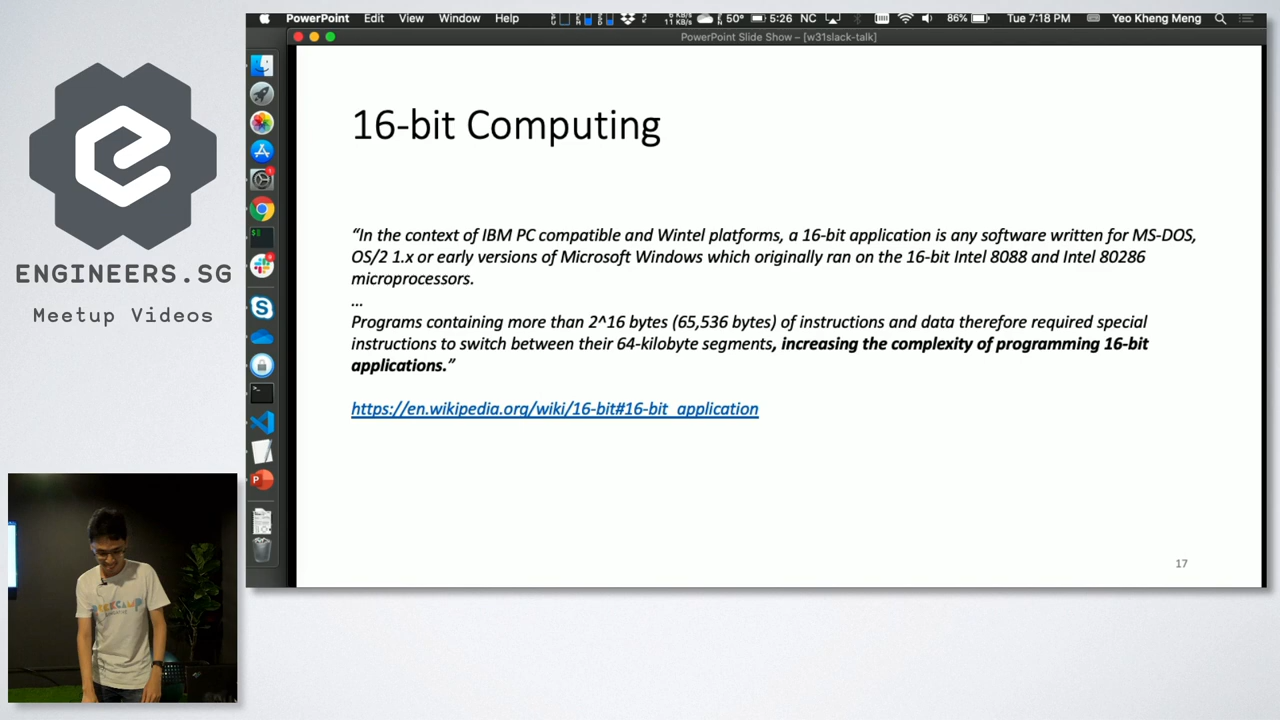 PowerPoint Edit View Window Help
6 KB/s
11 KB/s
50° 5:26 NC 86% Tue 7:18 PM Yeo Kheng Meng
PowerPoint Slide Show – [w31slack-talk]
ENGINEERS.SG
Meetup Videos
16-bit Computing
“In the context of IBM PC compatible and Wintel platforms, a 16-bit application is any software written for MS-DOS,
OS/2 1.x or early versions of Microsoft Windows which originally ran on the 16-bit Intel 8088 and Intel 80286
microprocessors.
...
Programs containing more than 2^16 bytes (65,536 bytes) of instructions and data therefore required special
instructions to switch between their 64-kilobyte segments, increasing the complexity of programming 16-bit
applications.”
https://en.wikipedia.org/wiki/16-bit#16-bit_application
17